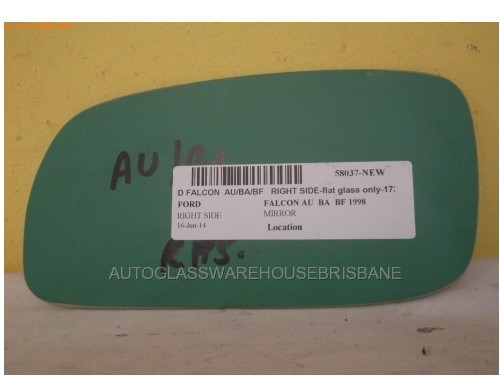 AU/BA
58037-NEW
D FALCON AU/BA/BF RIGHT SIDE-flat glass only-17
FORD FALCON AU BA BF 1998
RIGHT SIDE MIRROR
16-Jun-14 Location
AUTOGLASSWAREHOUSEBRISBANE
RHS.